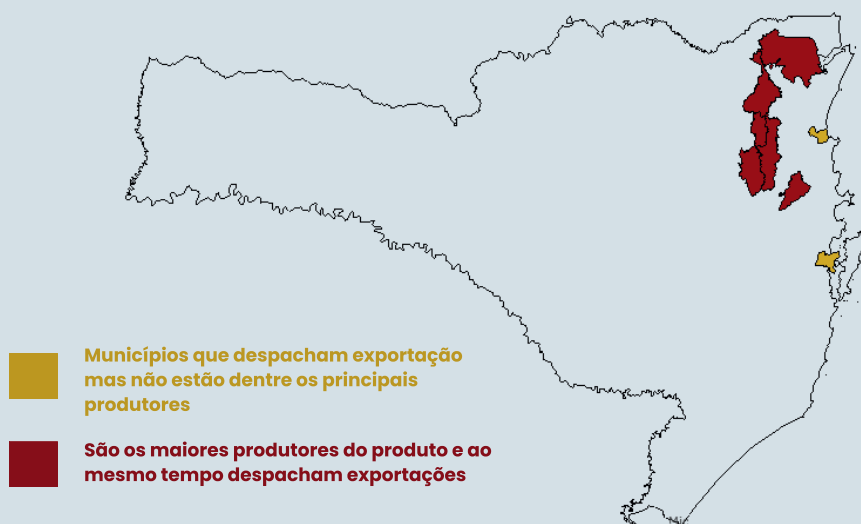 Municípios que despacham exportação
mas não estão dentre os principais
produtores
São os maiores produtores do produto e ao
mesmo tempo despacham exportações